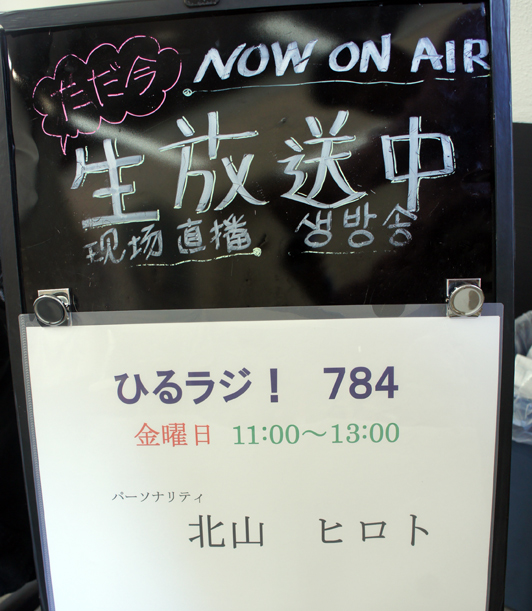 ただ今
NOW ON AIR
生放送中
现场直播 생방송
ひるラジ! 784
金曜日 11:00~13:00
パーソナリティ
北山 ヒロト